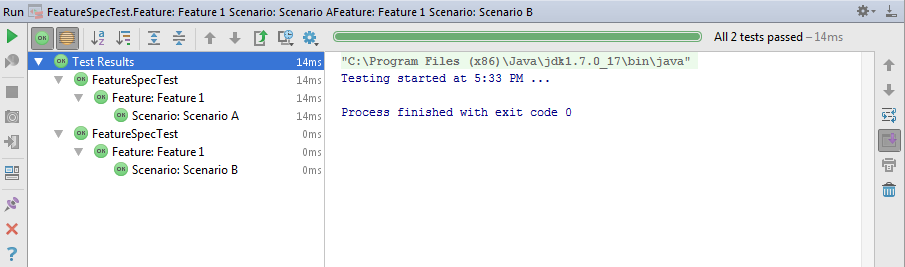 Run FeatureSpecTest.Feature: Feature 1 Scenario: Scenario AFeature: Feature 1 Scenario: Scenario B
All 2 tests passed – 14ms
Test Results 14ms
OK FeatureSpecTest 14ms
OK Feature: Feature 1 14ms
OK Scenario: Scenario A 14ms
OK FeatureSpecTest 0ms
OK Feature: Feature 1 0ms
OK Scenario: Scenario B 0ms
"C:\Program Files (x86)\Java\jdk1.7.0_17\bin\java"
Testing started at 5:33 PM ...
Process finished with exit code 0